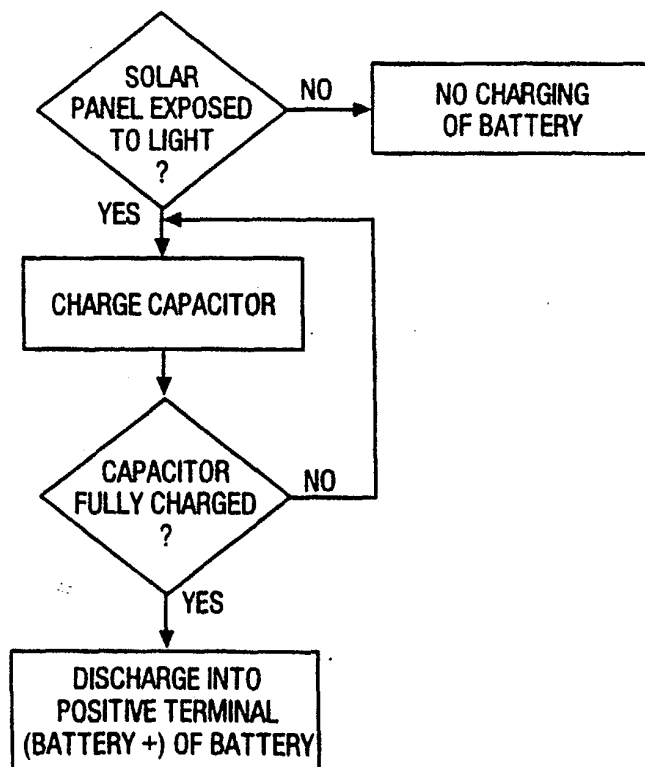 SOLAR
PANEL EXPOSED
TO LIGHT
?
NO
NO CHARGING
OF BATTERY
YES
CHARGE CAPACITOR
CAPACITOR
FULLY CHARGED
?
NO
YES
DISCHARGE INTO
POSITIVE TERMINAL
(BATTERY +) OF BATTERY